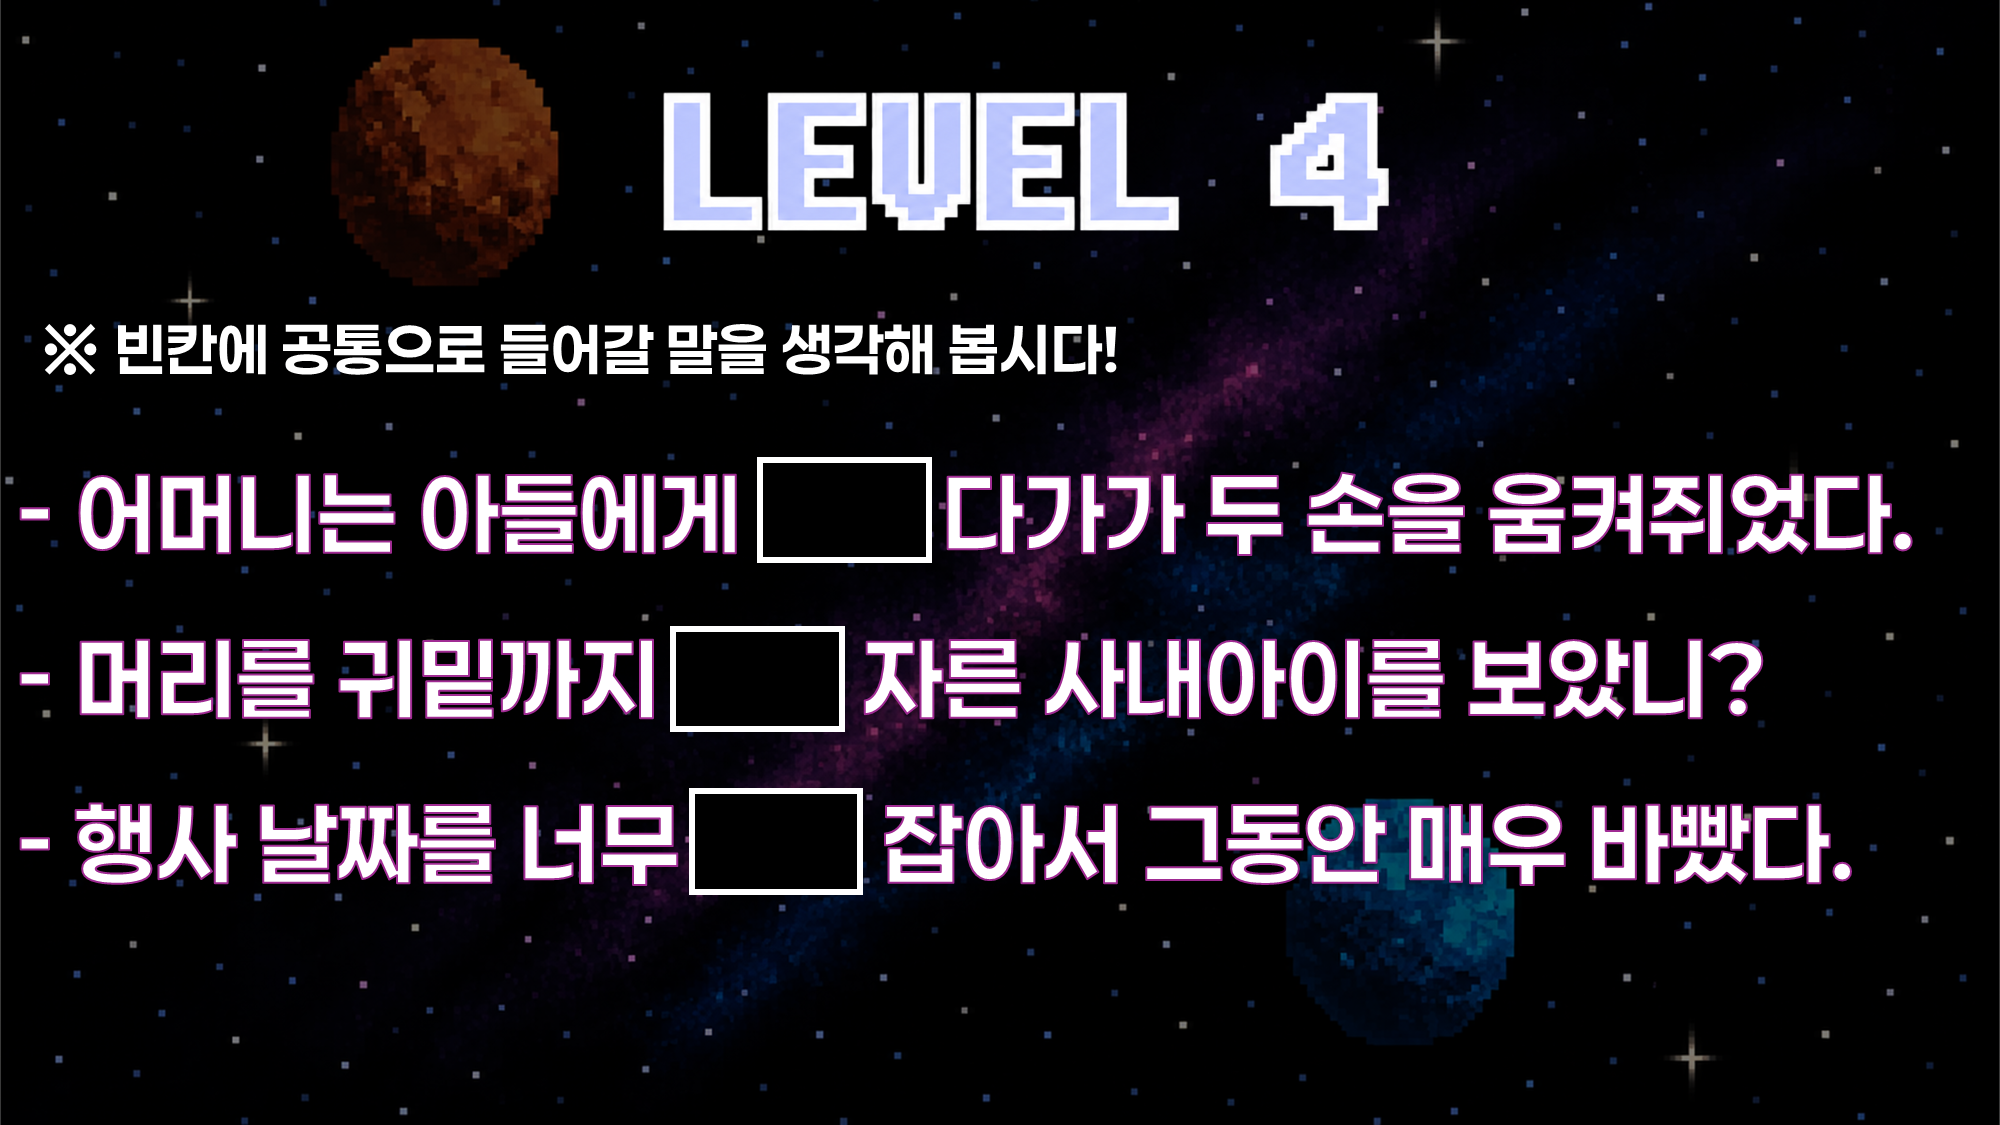 LEVEL 4
※ 빈칸에 공통으로 들어갈 말을 생각해 봅시다!
- 어머니는 아들에게 다가가 두 손을 움켜쥐었다.
- 머리를 귀밑까지 자른 사내아이를 보았니?
- 행사 날짜를 너무 잡아서 그동안 매우 바빴다.